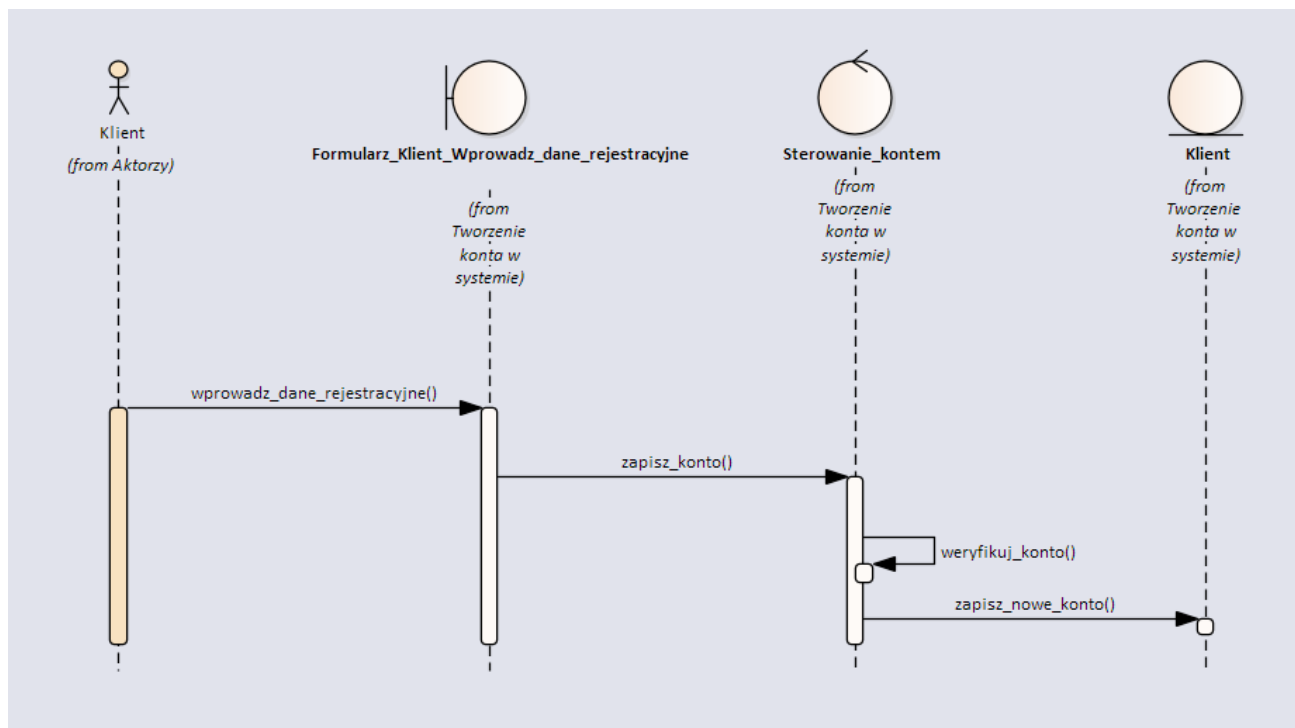 Klient
(from Aktorzy)
Formularz_Klient_Wprowadz_dane_rejestracyjne
(from
Tworzenie
konta w
systemie)
Sterowanie_kontem
(from
Tworzenie
konta w
systemie)
Klient
(from
Tworzenie
konta w
systemie)
wprowadz_dane_rejestracyjne()
zapisz_konto()
weryfikuj_konto()
zapisz_nowe_konto()